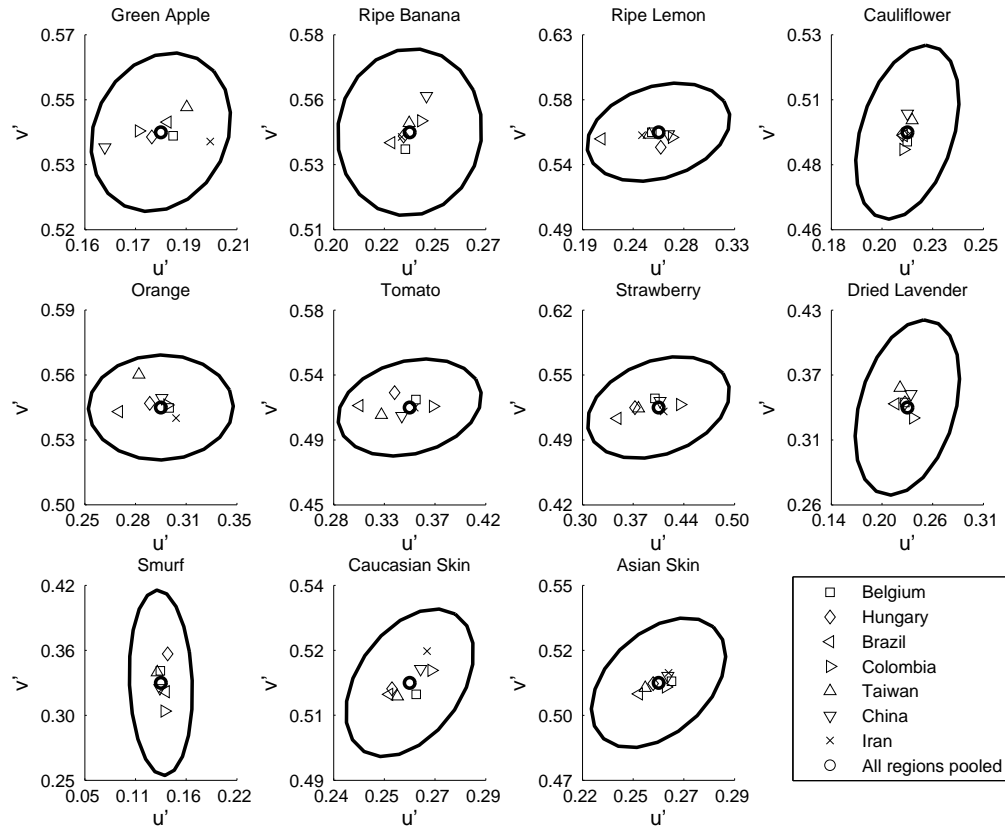 Green Apple
0.57
0.55
0.53
0.52
v'
0.16 0.17 0.19 0.21
u'
Ripe Banana
0.58
0.56
0.53
0.51
v'
0.20 0.22 0.25 0.27
u'
Ripe Lemon
0.63
0.58
0.54
0.49
v'
0.19 0.24 0.28 0.33
u'
Cauliflower
0.53
0.51
0.48
0.46
v'
0.18 0.20 0.23 0.25
u'
Orange
0.59
0.56
0.53
0.50
v'
0.25 0.28 0.31 0.35
u'
Tomato
0.58
0.54
0.49
0.45
v'
0.28 0.33 0.37 0.42
u'
Strawberry
0.62
0.55
0.49
0.42
v'
0.30 0.37 0.44 0.50
u'
Dried Lavender
0.43
0.37
0.31
0.26
v'
0.14 0.20 0.26 0.31
u'
Smurf
0.42
0.36
0.30
0.25
v'
0.08 0.11 0.16 0.22
u'
Caucasian Skin
0.54
0.52
0.51
0.49
v'
0.22 0.25 0.27 0.29
u'
Asian Skin
0.55
0.52
0.50
0.47
v'
0.22 0.25 0.27 0.29
u'
Belgium
Hungary
Brazil
Colombia
Taiwan
China
Iran
All regions pooled